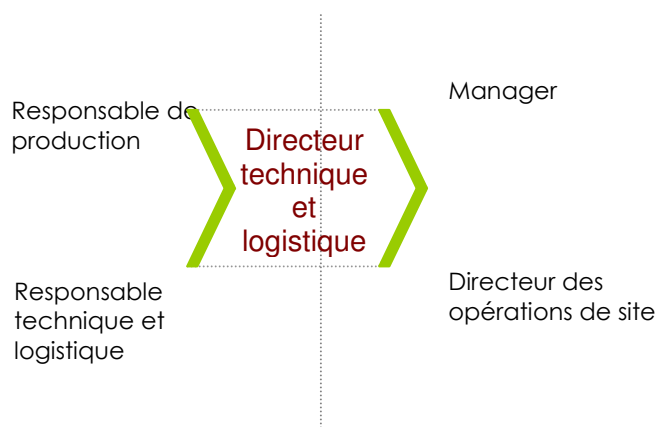 Responsable de
production
Responsable
technique et
logistique
Directeur
technique
et
logistique
Manager
Directeur des
opérations de site